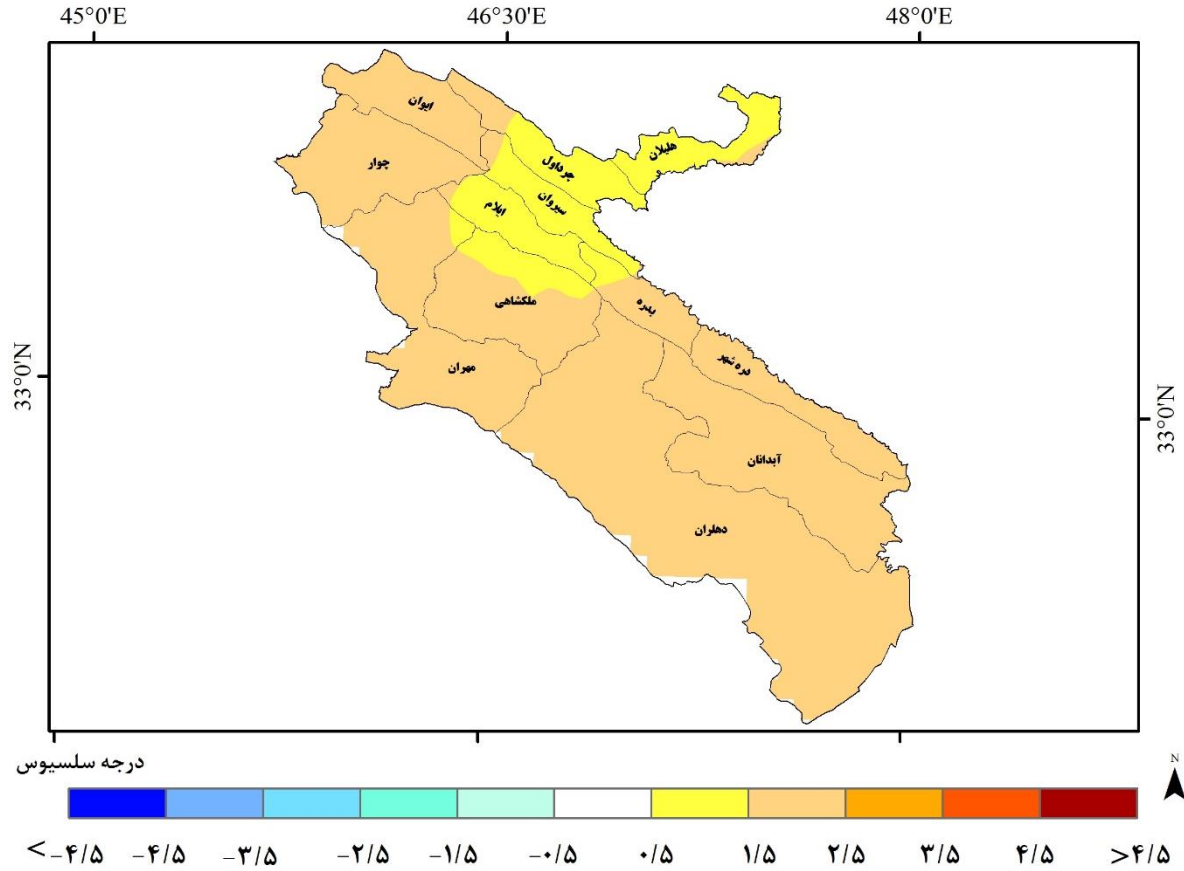 45°0'E 46°30'E 48°0'E
ایوان
هلیلان
چوار
چرداول
سیروان
ایلام
ملکشاهی
بدره
دره شهر
مهران
33°0'N
33°0'N
آبدانان
دهلران
درجه سلسیوس
N
<-۴/۵ -۴/۵ -۳/۵ -۲/۵ -۱/۵ -۰/۵ ۰/۵ ۱/۵ ۲/۵ ۳/۵ ۴/۵ >۴/۵